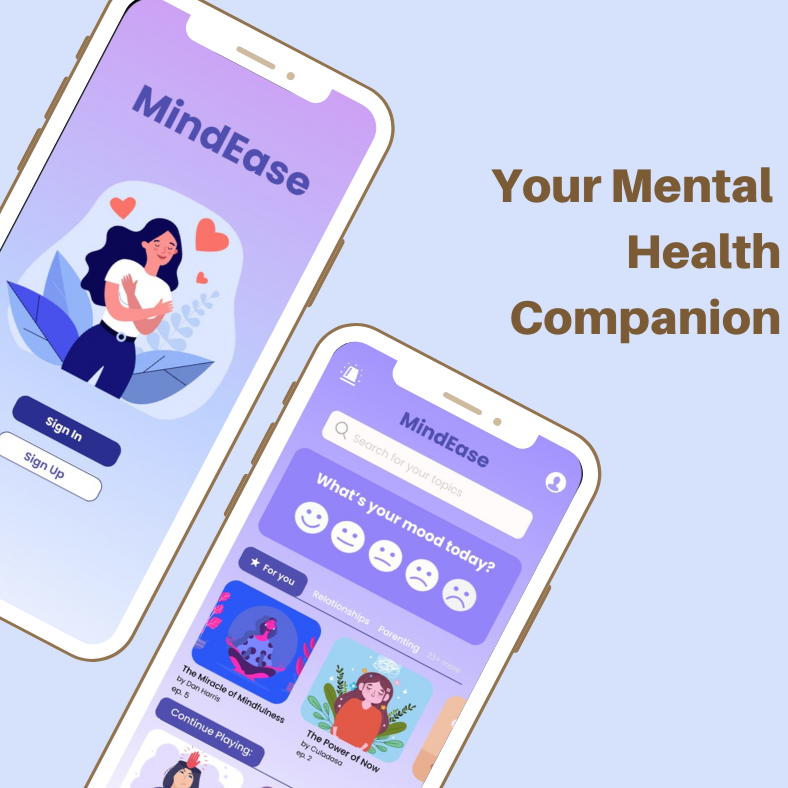 MindEase
Sign In
Sign Up
Your Mental
Health
Companion
MindEase
Search for your topics
What's your mood today?
★ For you
Relationships
Parenting
23+ more
The Miracle of Mindfulness
by Dan Harris
ep. 5
The Power of Now
by Culadasa
ep. 2
Continue Playing: